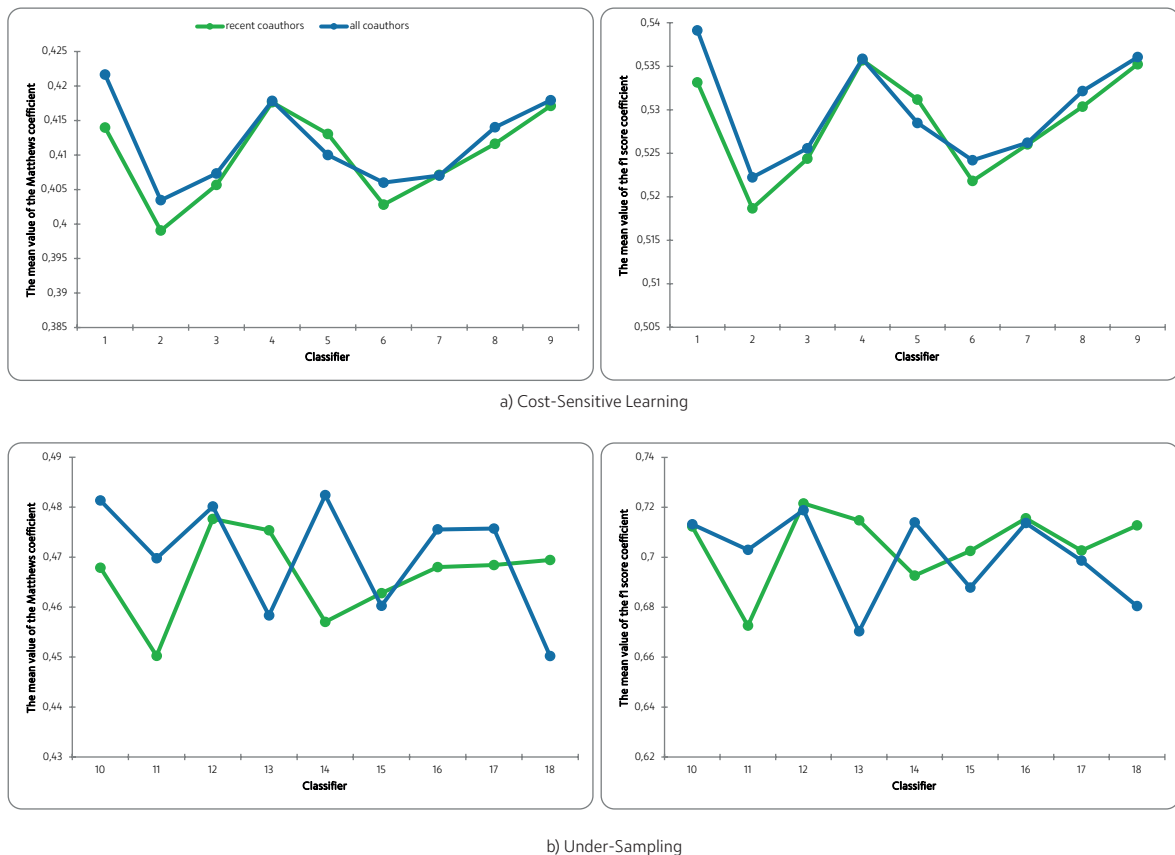 recent coauthors
all coauthors
The mean value of the Matthews coefficient
0,425
0,42
0,415
0,41
0,405
0,4
0,395
0,39
0,385
1 2 3 4 5 6 7 8 9
Classifier
The mean value of the f1 score coefficient
0,54
0,535
0,53
0,525
0,52
0,515
0,51
0,505
1 2 3 4 5 6 7 8 9
Classifier
a) Cost-Sensitive Learning
The mean value of the Matthews coefficient
0,49
0,48
0,47
0,46
0,45
0,44
0,43
10 11 12 13 14 15 16 17 18
Classifier
The mean value of the f1 score coefficient
0,74
0,72
0,7
0,68
0,66
0,64
0,62
10 11 12 13 14 15 16 17 18
Classifier
b) Under-Sampling